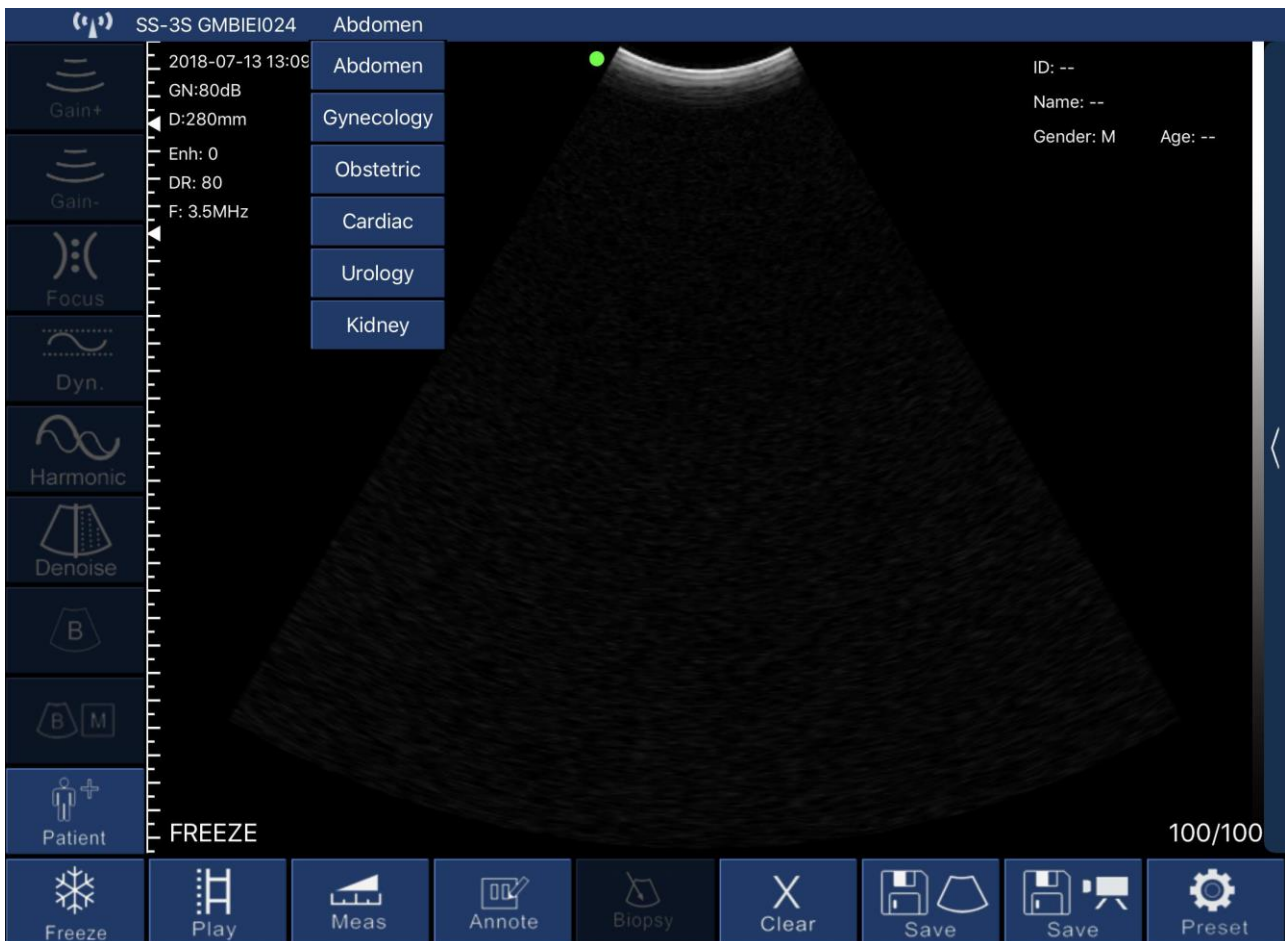 SS-3S GMBIEI024 Abdomen
2018-07-13 13:09
GN:80dB
D:280mm
Enh: 0
DR: 80
F: 3.5MHz
Abdomen
Gynecology
Obstetric
Cardiac
Urology
Kidney
ID: --
Name: --
Gender: M Age: --
Gain+
Gain-
Focus
Dyn.
Harmonic
Denoise
B
B M
Patient
FREEZE
100/100
Freeze
Play
Meas
Annote
Biopsy
Clear
Save
Save
Preset